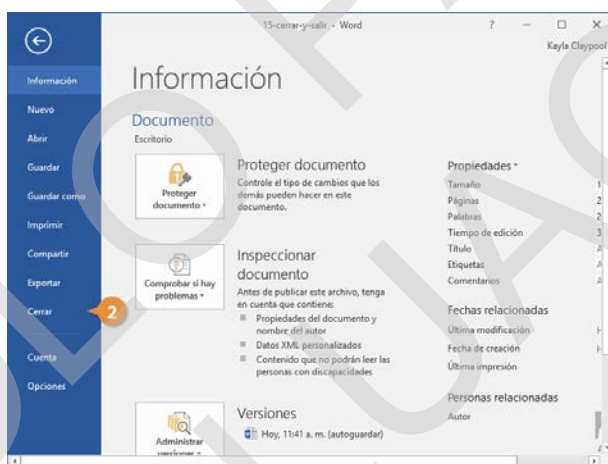 15-cerrar-y-salir - Word
?
Kayla Claypool
Información
Nuevo
Abrir
Guardar
Guardar como
Imprimir
Compartir
Exportar
Cerrar
2
Cuenta
Opciones
Información
Documento
Escritorio
Proteger
documento
Proteger documento
Controle el tipo de cambios que los
demás pueden hacer en este
documento.
Comprobar si hay
problemas
Inspeccionar
documento
Antes de publicar este archivo, tenga
en cuenta que contiene:
Propiedades del documento y
nombre del autor
Datos XML personalizados
Contenido que no podrán leer las
personas con discapacidades
Administrar
versiones
Versiones
Hoy, 11:41 a. m. (autoguardar)
Propiedades
Tamaño
Páginas
Palabras
Tiempo de edición
Título
Etiquetas
Comentarios
Fechas relacionadas
Última modificación
Fecha de creación
Última impresión
Personas relacionadas
Autor